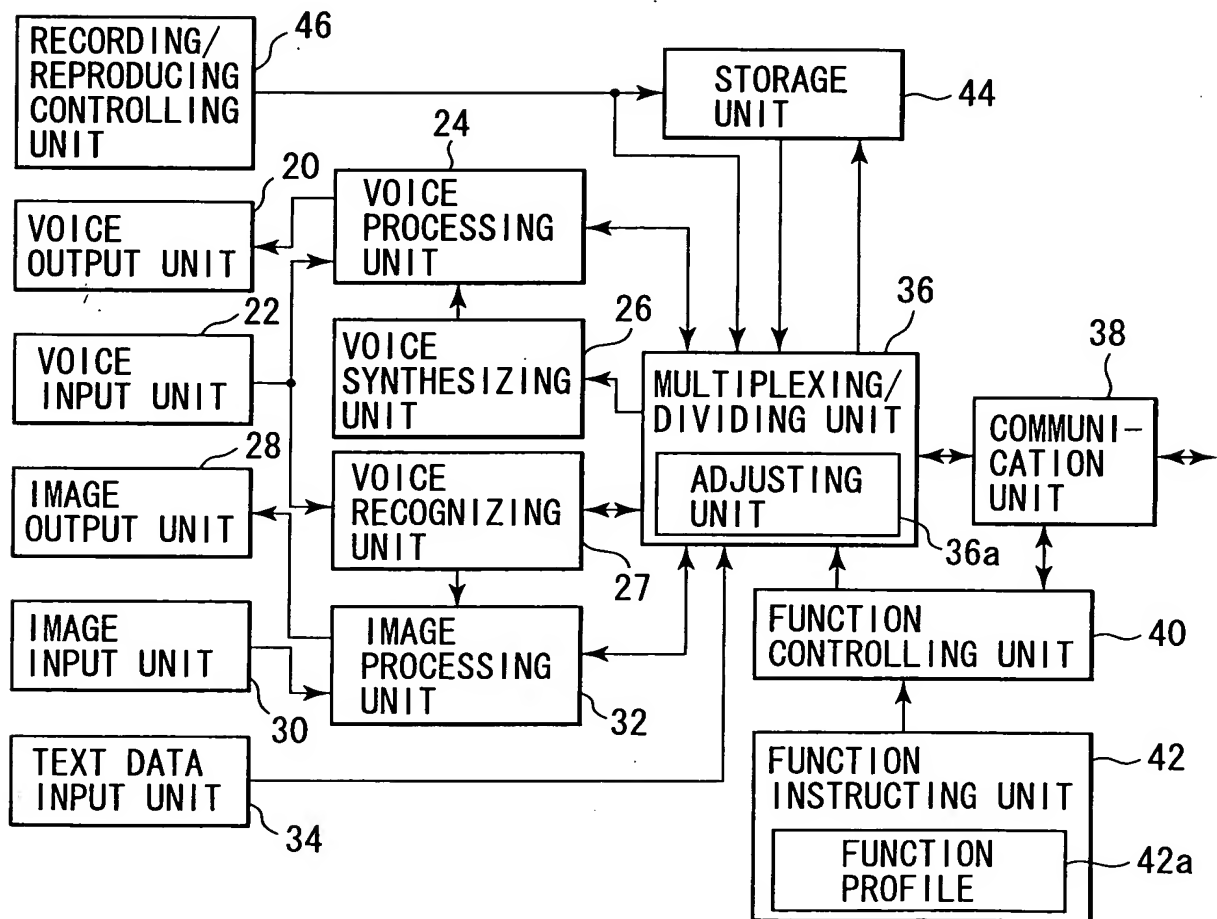 RECORDING/
REPRODUCING
CONTROLLING
UNIT
46
STORAGE
UNIT
44
24
20
VOICE
PROCESSING
UNIT
VOICE
OUTPUT UNIT
22
VOICE
INPUT UNIT
26
VOICE
SYNTHESIZING
UNIT
36
MULTIPLEXING/
DIVIDING UNIT
38
COMMUNI-
CATION
UNIT
28
IMAGE
OUTPUT UNIT
VOICE
RECOGNIZING
UNIT
27
ADJUSTING
UNIT
36a
IMAGE
INPUT UNIT
30
IMAGE
PROCESSING
UNIT
32
FUNCTION
CONTROLLING UNIT
40
TEXT DATA
INPUT UNIT
34
FUNCTION
INSTRUCTING UNIT
42
FUNCTION
PROFILE
42a